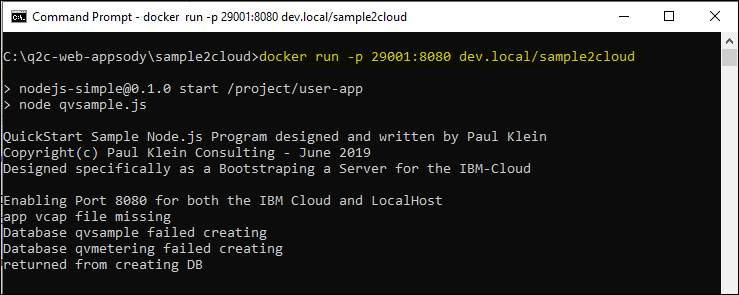 Command Prompt - docker run -p 29001:8080 dev.local/sample2cloud
C:\q2c-web-appsody\sample2cloud>docker run -p 29001:8080 dev.local/sample2cloud
> nodejs-simple@0.1.0 start /project/user-app
> node qvsample.js
QuickStart Sample Node.js Program designed and written by Paul Klein
Copyright(c) Paul Klein Consulting - June 2019
Designed specifically as a Bootstraping a Server for the IBM-Cloud
Enabling Port 8080 for both the IBM Cloud and LocalHost
app vcap file missing
Database qvsample failed creating
Database qvmetering failed creating
returned from creating DB